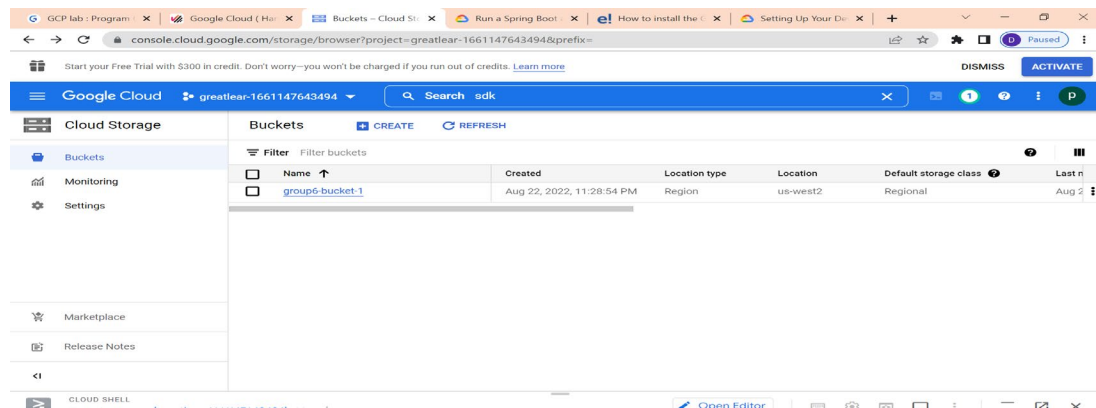 GCP lab : Program
Google Cloud ( Har
Buckets – Cloud St
Run a Spring Boot
How to install the
Setting Up Your De
console.cloud.google.com/storage/browser?project=greatlear-1661147643494&prefix=
D Paused
Start your Free Trial with $300 in credit. Don't worry—you won't be charged if you run out of credits. Learn more
DISMISS ACTIVATE
Google Cloud greatlear-1661147643494 Search sdk 1 P
Cloud Storage Buckets CREATE REFRESH
Buckets
Filter Filter buckets
Name Created Location type Location Default storage class Last n
group6-bucket-1 Aug 22, 2022, 11:28:54 PM Region us-west2 Regional Aug 2
Monitoring
Settings
Marketplace
Release Notes
CLOUD SHELL
Open Editor